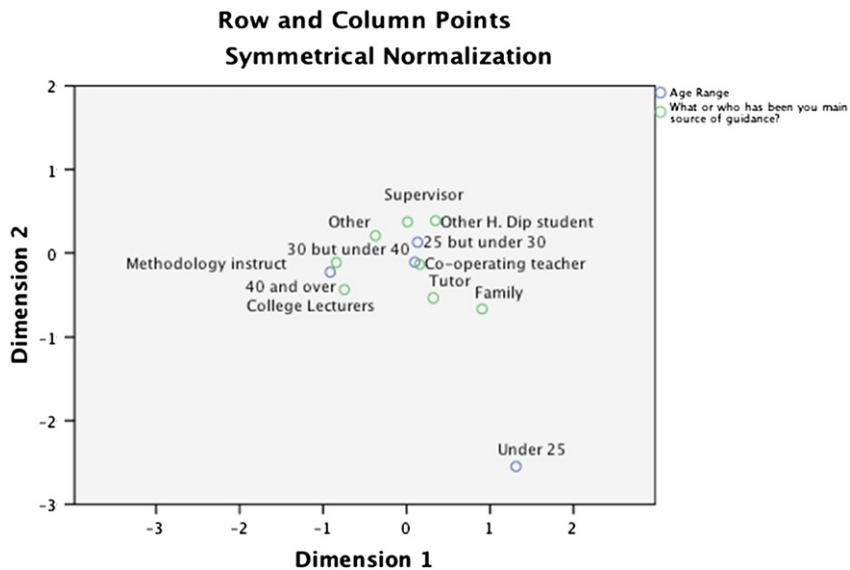 Row and Column Points
Symmetrical Normalization
Age Range
What or who has been you main
source of guidance?
Dimension 2
2
1
0
-1
-2
-3
Supervisor
Other
Other H. Dip student
25 but under 30
30 but under 40
Methodology instruct
Co-operating teacher
40 and over
Tutor
Family
College Lecturers
Under 25
-3
-2
-1
0
1
2
Dimension 1